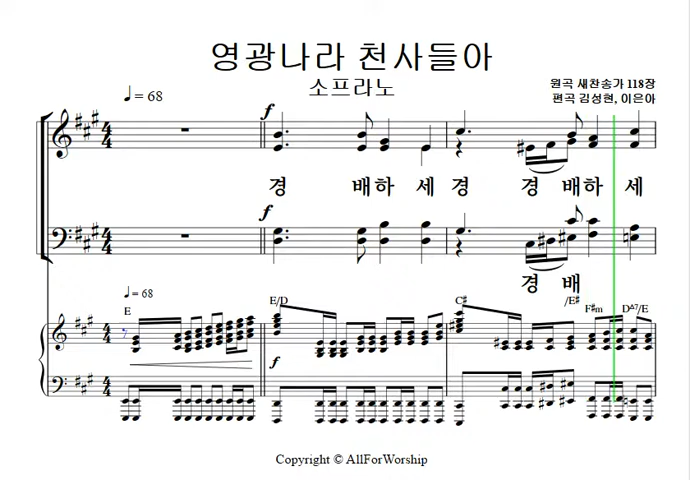 영광나라 천사들아
소프라노
원곡 새찬송가 118장
편곡 김성현, 이은아
♩= 68
f
경 배하 세 경 경 배하 세
f
경 배
♩= 68
E E/D C# /E# F#m D△7/E
f
Copyright © AllForWorship